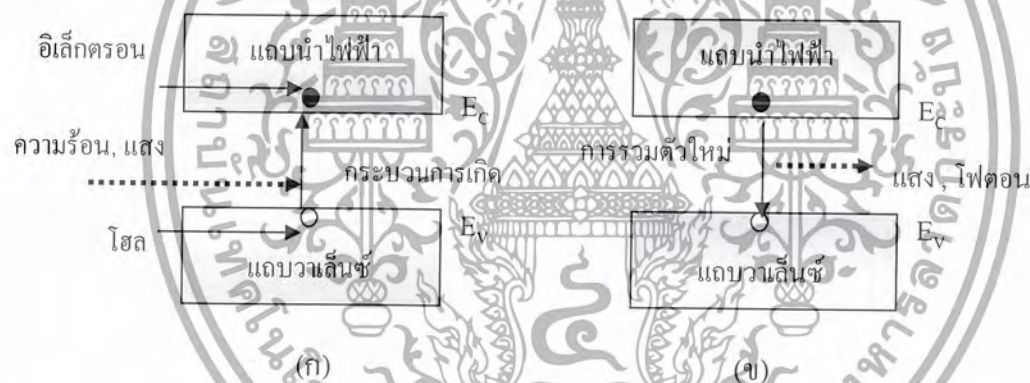 อิเล็กตรอน
แถบนำไฟฟ้า
E_C
ความร้อน, แสง
กระบวนการเกิด
โฮล
E_V
แถบวาเล็นซ์
(ก)
แถบนำไฟฟ้า
E_C
การรวมตัวใหม่
แสง, โฟตอน
E_V
แถบวาเล็นซ์
(ข)